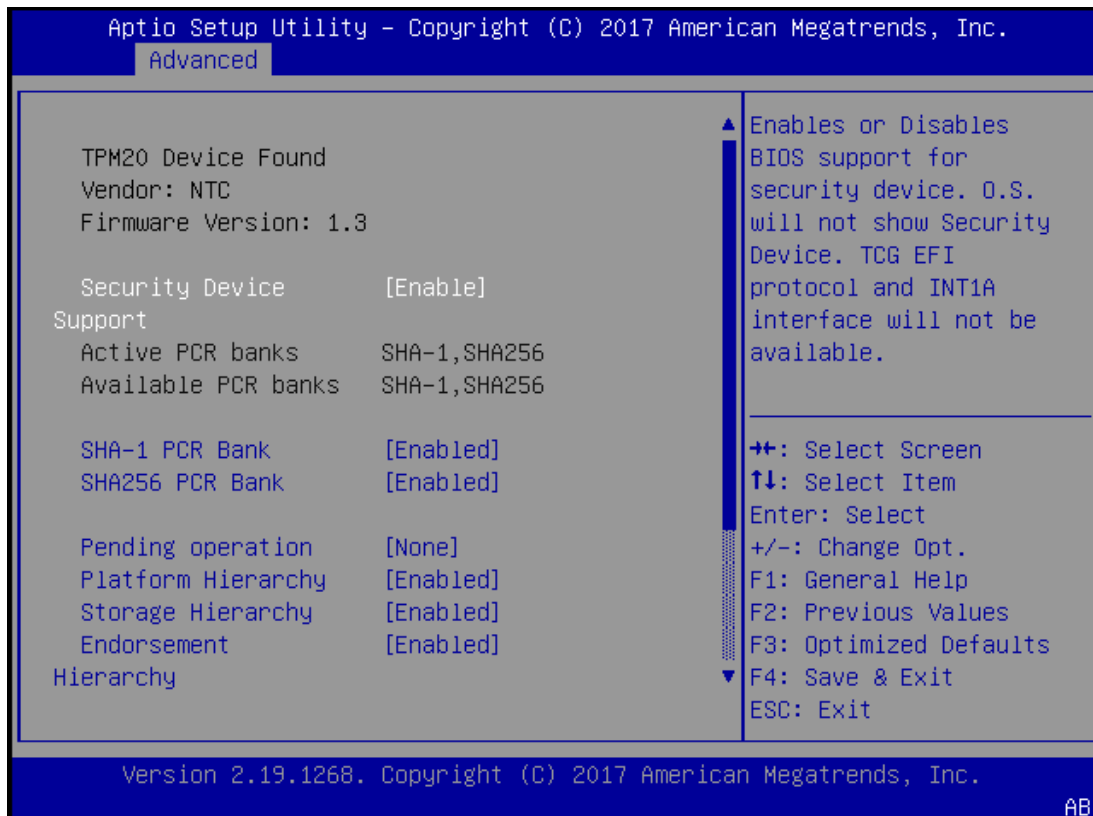 Aptio Setup Utility – Copyright (C) 2017 American Megatrends, Inc.
Advanced
TPM20 Device Found
Vendor: NTC
Firmware Version: 1.3
Security Device [Enable]
Support
Active PCR banks SHA-1,SHA256
Available PCR banks SHA-1,SHA256
SHA-1 PCR Bank [Enabled]
SHA256 PCR Bank [Enabled]
Pending operation [None]
Platform Hierarchy [Enabled]
Storage Hierarchy [Enabled]
Endorsement [Enabled]
Hierarchy
Enables or Disables
BIOS support for
security device. O.S.
will not show Security
Device. TCG EFI
protocol and INT1A
interface will not be
available.
→←: Select Screen
↑↓: Select Item
Enter: Select
+/-: Change Opt.
F1: General Help
F2: Previous Values
F3: Optimized Defaults
F4: Save & Exit
ESC: Exit
Version 2.19.1268. Copyright (C) 2017 American Megatrends, Inc.
AB